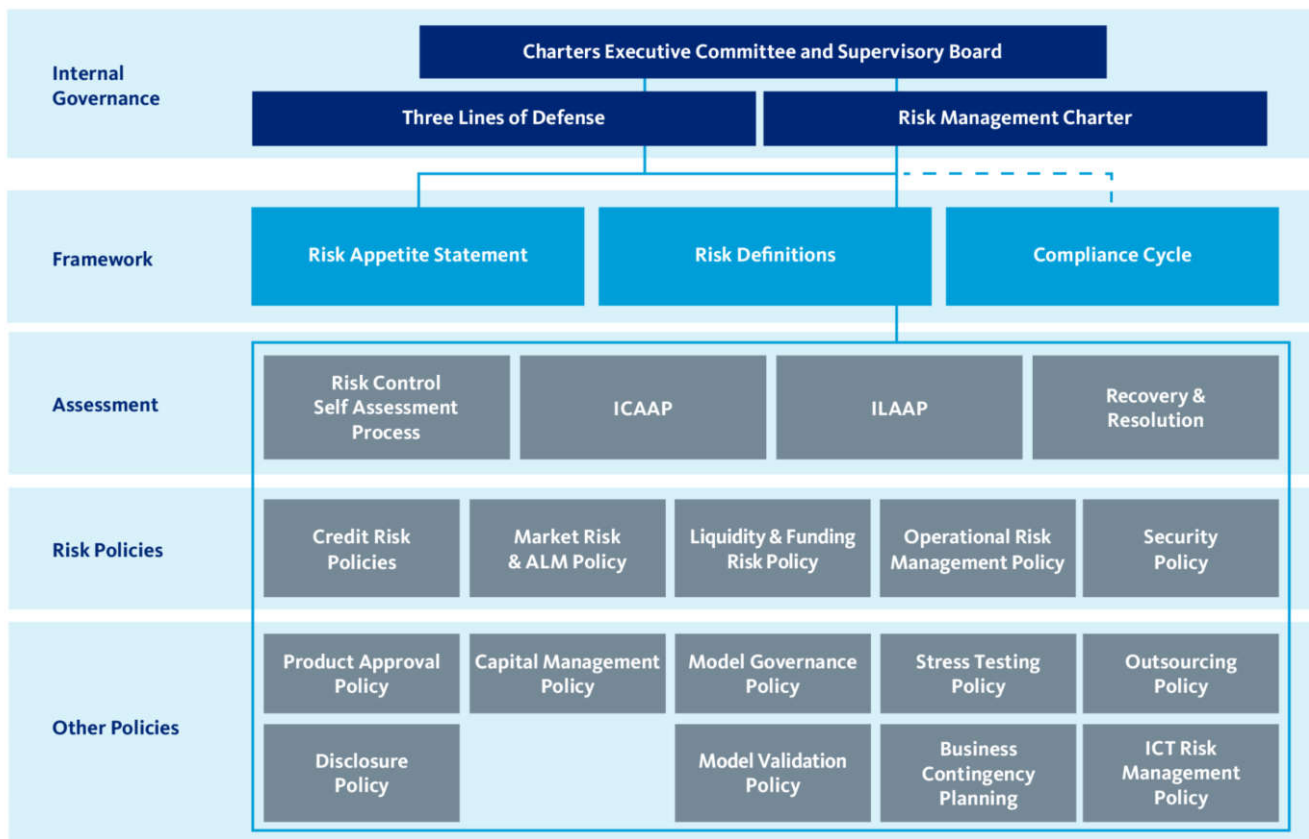 Charters Executive Committee and Supervisory Board
Internal
Governance
Three Lines of Defense
Risk Management Charter
Framework
Risk Appetite Statement
Risk Definitions
Compliance Cycle
Assessment
Risk Control
Self Assessment
Process
ICAAP
ILAAP
Recovery &
Resolution
Risk Policies
Credit Risk
Policies
Market Risk
& ALM Policy
Liquidity & Funding
Risk Policy
Operational Risk
Management Policy
Security
Policy
Other Policies
Product Approval
Policy
Capital Management
Policy
Model Governance
Policy
Stress Testing
Policy
Outsourcing
Policy
Disclosure
Policy
Model Validation
Policy
Business
Contingency
Planning
ICT Risk
Management
Policy